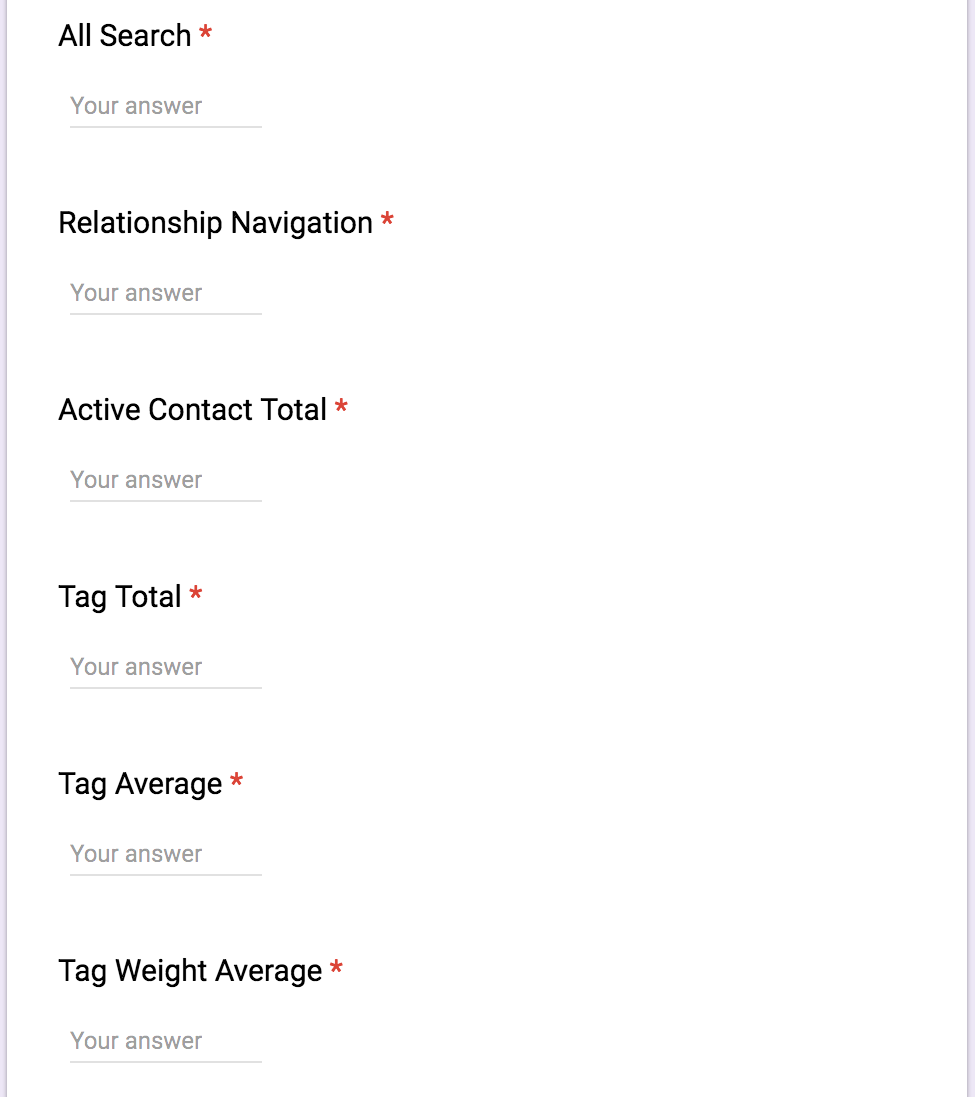 All Search *
Your answer
Relationship Navigation *
Your answer
Active Contact Total *
Your answer
Tag Total *
Your answer
Tag Average *
Your answer
Tag Weight Average *
Your answer